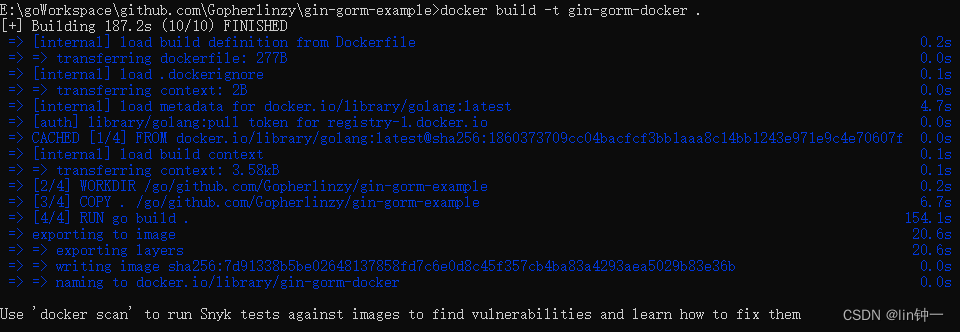 E:\goWorkspace\github.com\Gopherlinzy\gin-gorm-example>docker build -t gin-gorm-docker .
[+] Building 187.2s (10/10) FINISHED
=> [internal] load build definition from Dockerfile 0.2s
=> => transferring dockerfile: 277B 0.0s
=> [internal] load .dockerignore 0.1s
=> => transferring context: 2B 0.0s
=> [internal] load metadata for docker.io/library/golang:latest 4.7s
=> [auth] library/golang:pull token for registry-1.docker.io 0.0s
=> CACHED [1/4] FROM docker.io/library/golang:latest@sha256:1860373709cc04bacfcf3bb1aaa8c14bb1243e971e9c4e70607f 0.0s
=> [internal] load build context 0.1s
=> => transferring context: 3.58kB 0.1s
=> [2/4] WORKDIR /go/github.com/Gopherlinzy/gin-gorm-example 0.2s
=> [3/4] COPY . /go/github.com/Gopherlinzy/gin-gorm-example 6.7s
=> [4/4] RUN go build . 154.1s
=> exporting to image 20.6s
=> => exporting layers 20.6s
=> => writing image sha256:7d91338b5be02648137858fd7c6e0d8c45f357cb4ba83a4293aea5029b83e36b 0.0s
=> => naming to docker.io/library/gin-gorm-docker 0.0s
Use 'docker scan' to run Snyk tests against images to find vulnerabilities and learn how to fix them
CSDN @lin钟一